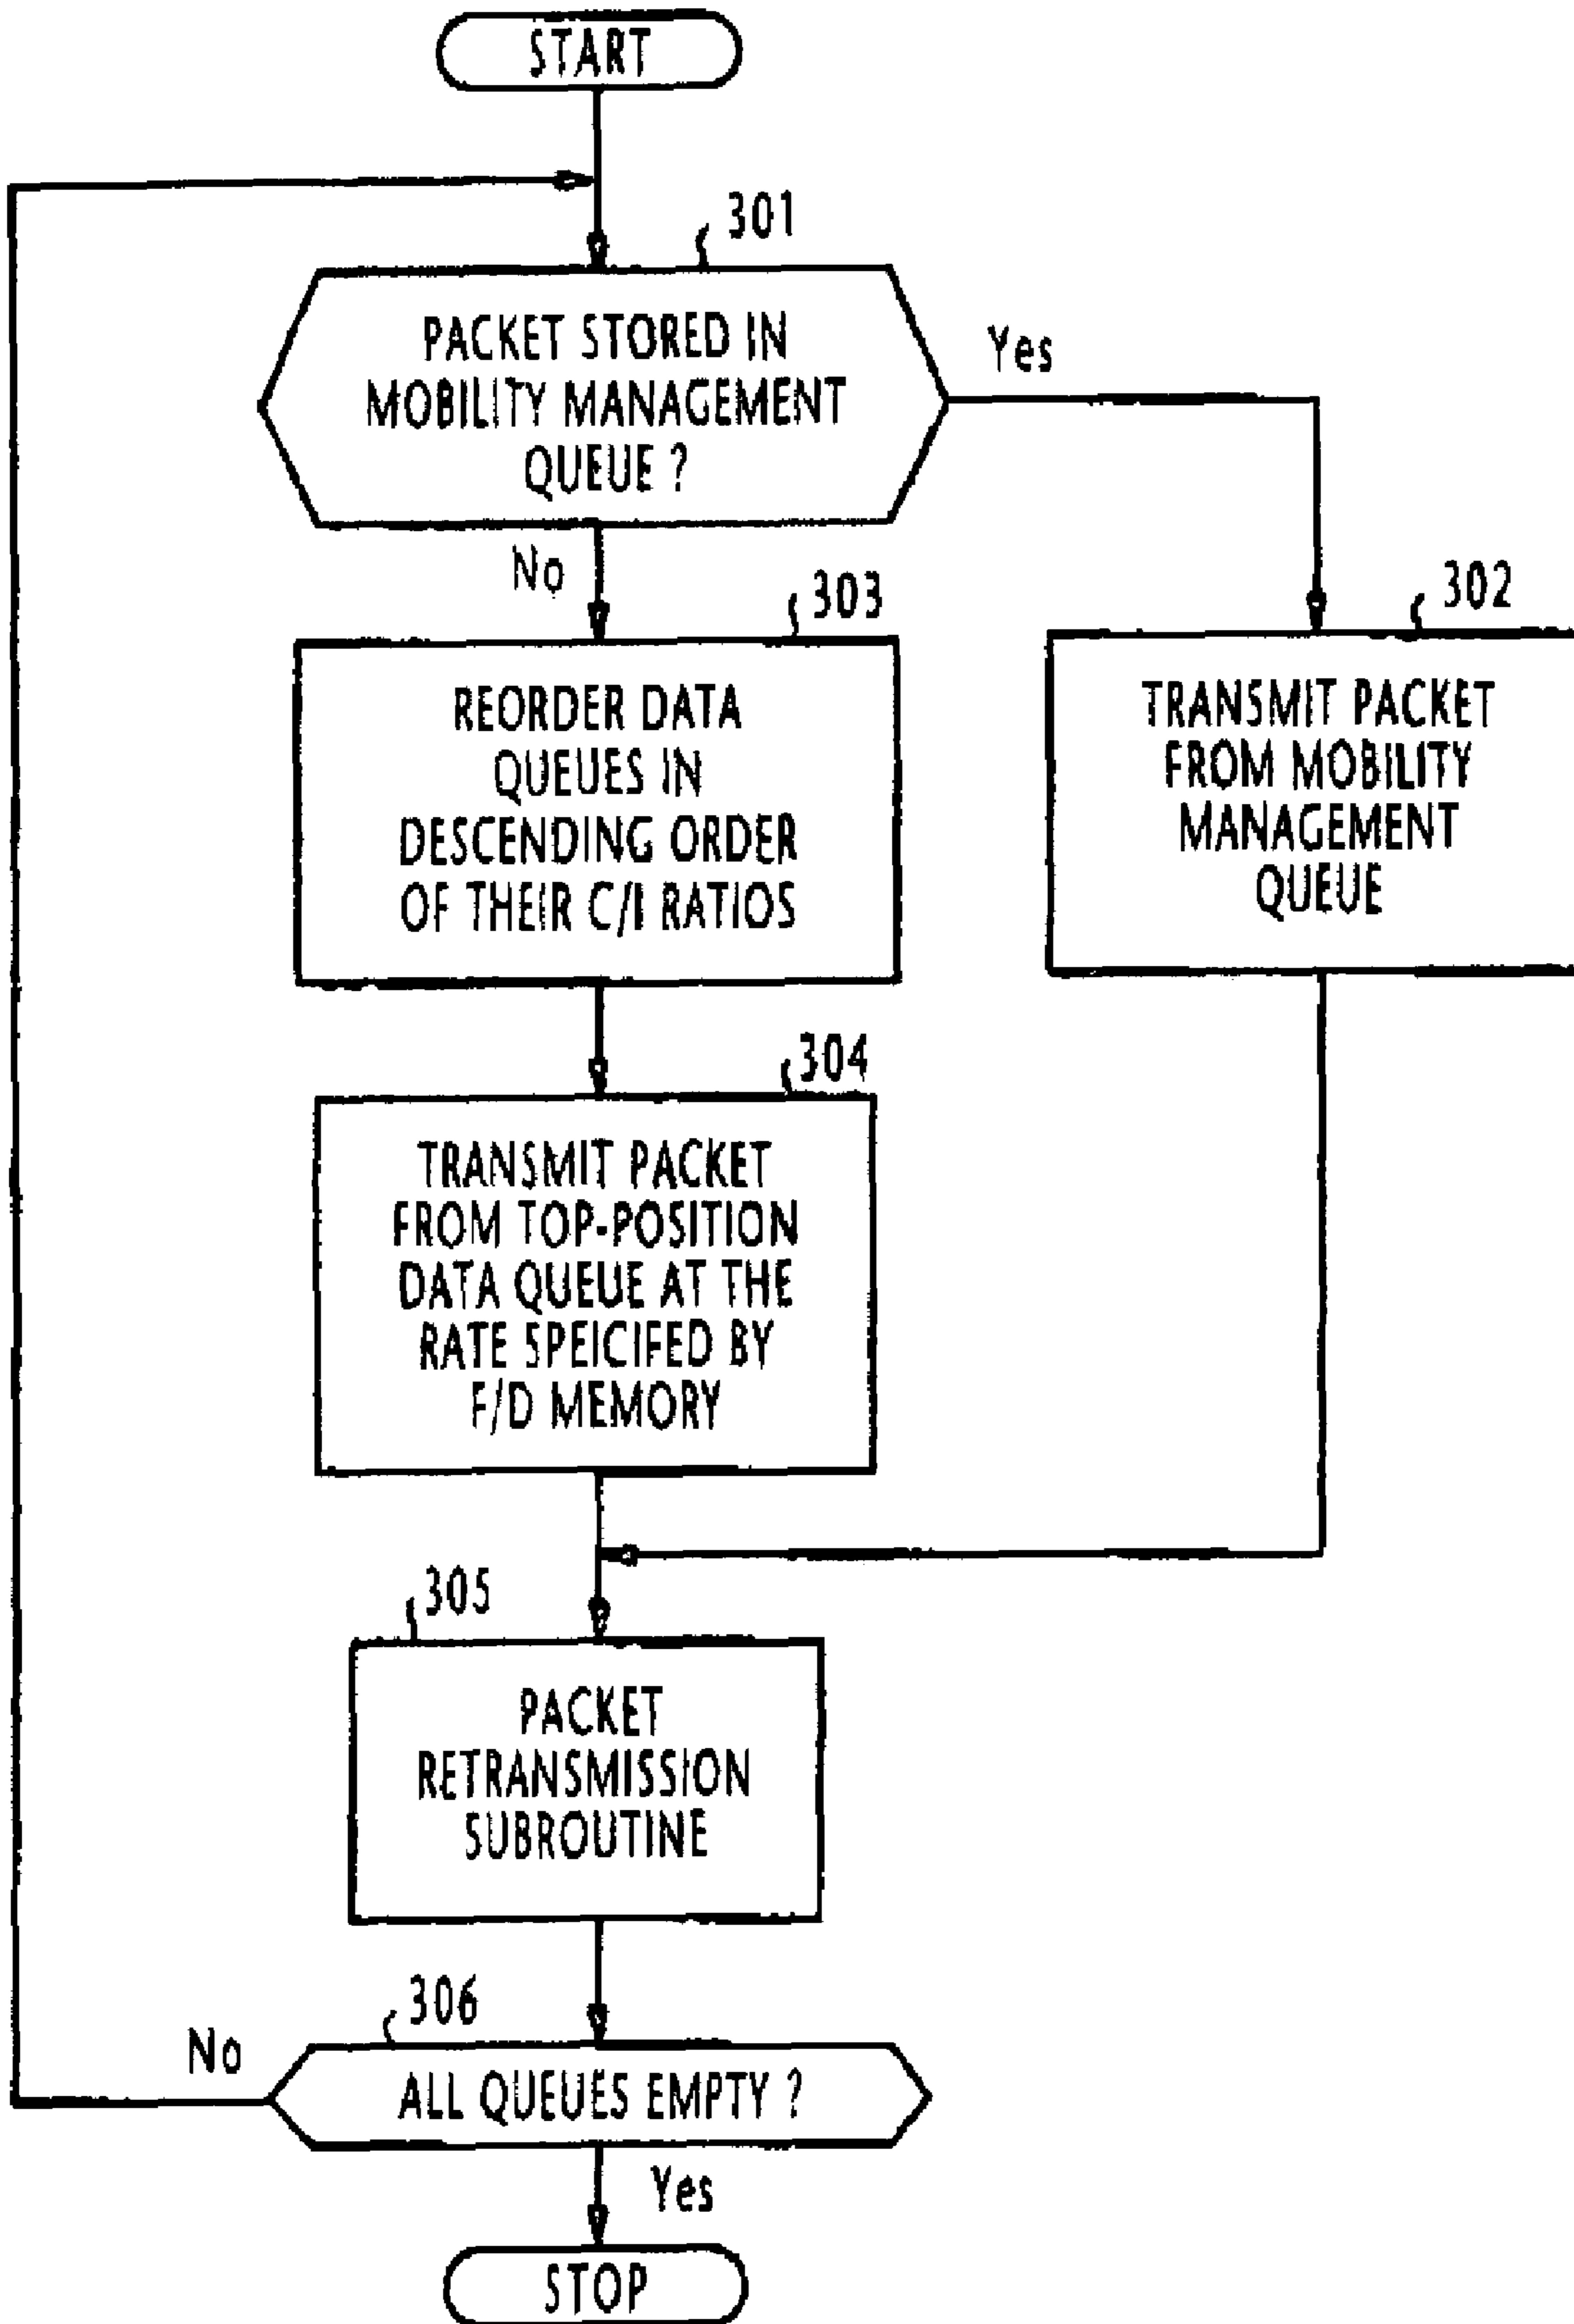 START
301
PACKET STORED IN
MOBILITY MANAGEMENT
QUEUE ?
Yes
No
303
REORDER DATA
QUEUES IN
DESCENDING ORDER
OF THEIR C/I RATIOS
302
TRANSMIT PACKET
FROM MOBILITY
MANAGEMENT
QUEUE
304
TRANSMIT PACKET
FROM TOP-POSITION
DATA QUEUE AT THE
RATE SPEICIFED BY
F/D MEMORY
305
PACKET
RETRANSMISSION
SUBROUTINE
306
No
ALL QUEUES EMPTY ?
Yes
STOP